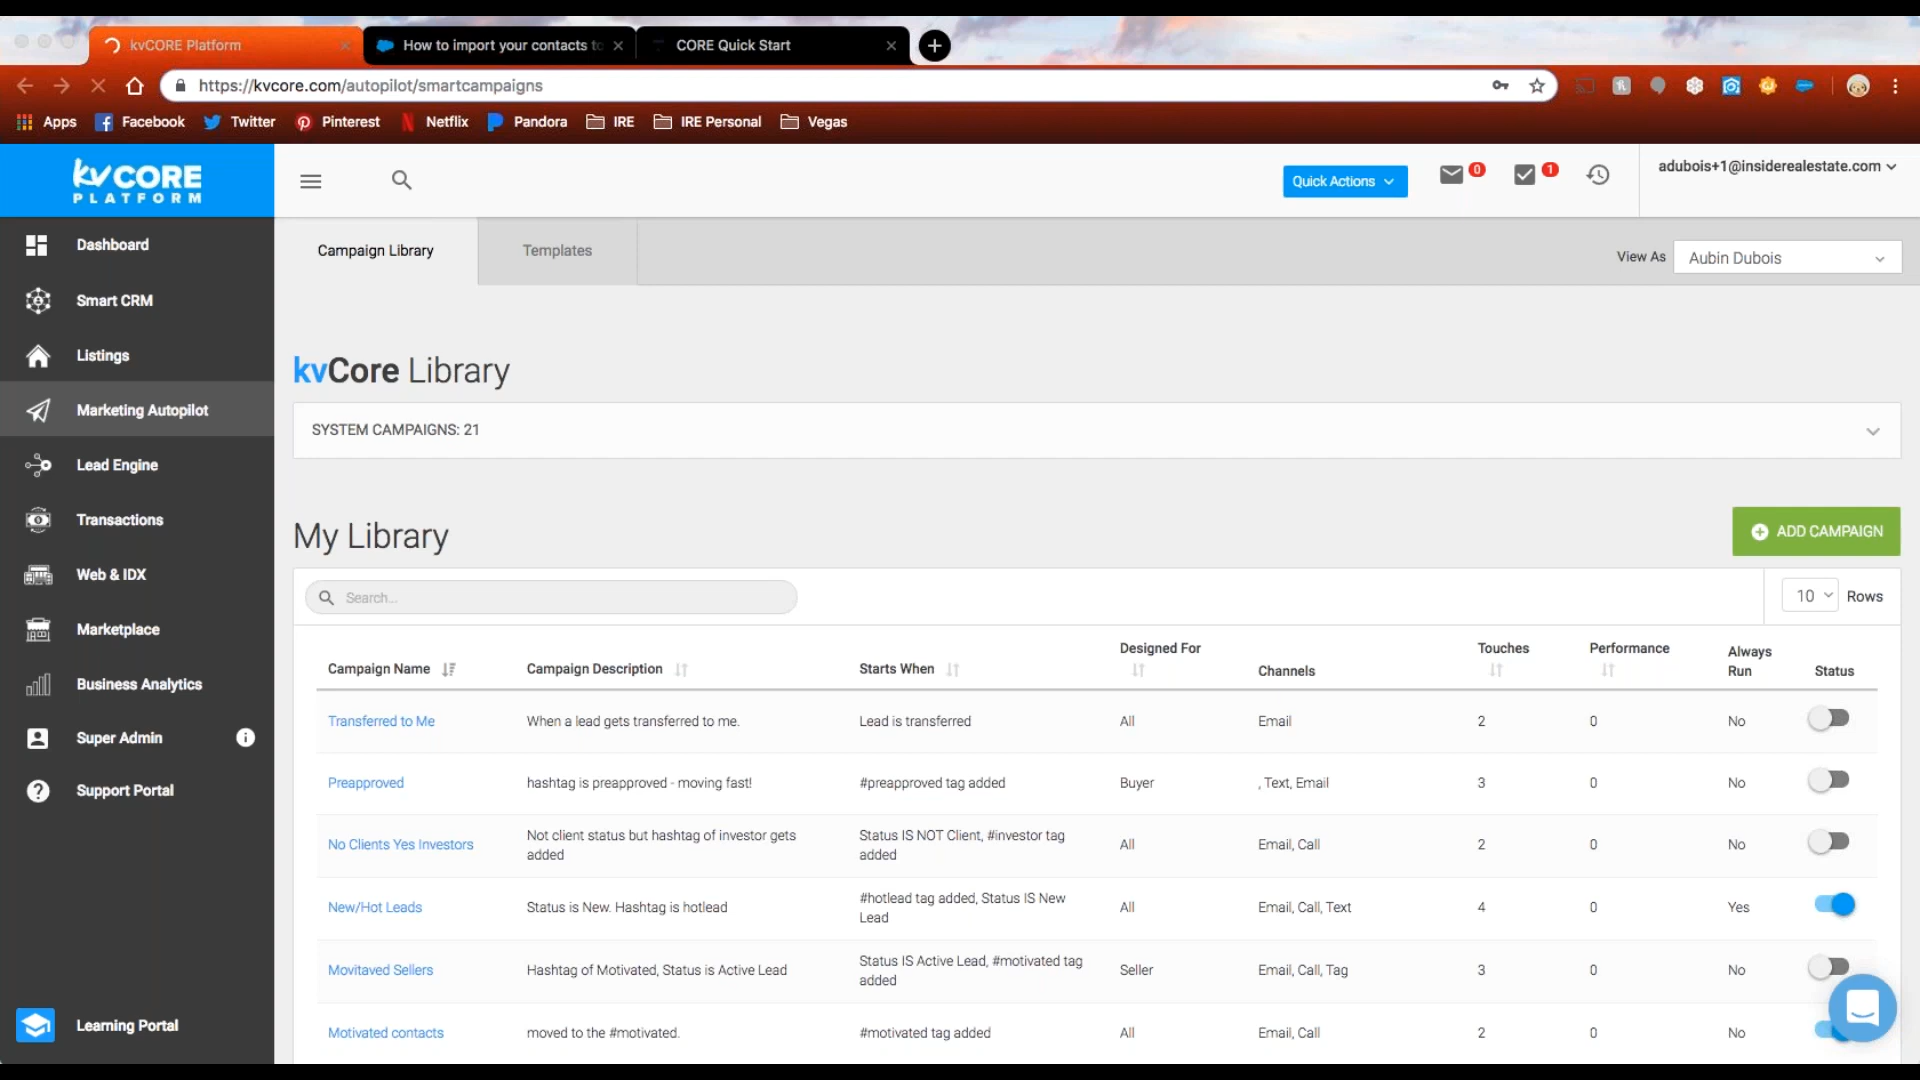 kvCORE Platform
How to import your contacts to
CORE Quick Start
https://kvcore.com/autopilot/smartcampaigns
Apps
Facebook
Twitter
Pinterest
Netflix
Pandora
IRE
IRE Personal
Vegas
kvCORE
PLATFORM
Quick Actions
0
1
adubois+1@insiderealestate.com
Dashboard
Smart CRM
Listings
Marketing Autopilot
Lead Engine
Transactions
Web & IDX
Marketplace
Business Analytics
Super Admin
Support Portal
Learning Portal
Campaign Library
Templates
View As
Aubin Dubois
kvCore Library
SYSTEM CAMPAIGNS: 21
My Library
ADD CAMPAIGN
Search...
10 Rows
Campaign Name
Campaign Description
Starts When
Designed For
Channels
Touches
Performance
Always
Run
Status
Transferred to Me
When a lead gets transferred to me.
Lead is transferred
All
Email
2
0
No
Preapproved
hashtag is preapproved - moving fast!
#preapproved tag added
Buyer
, Text, Email
3
0
No
No Clients Yes Investors
Not client status but hashtag of investor gets
added
Status IS NOT Client, #investor tag
added
All
Email, Call
2
0
No
New/Hot Leads
Status is New. Hashtag is hotlead
#hotlead tag added, Status IS New
Lead
All
Email, Call, Text
4
0
Yes
Movitaved Sellers
Hashtag of Motivated, Status is Active Lead
Status IS Active Lead, #motivated tag
added
Seller
Email, Call, Tag
3
0
No
Motivated contacts
moved to the #motivated.
#motivated tag added
All
Email, Call
2
0
No